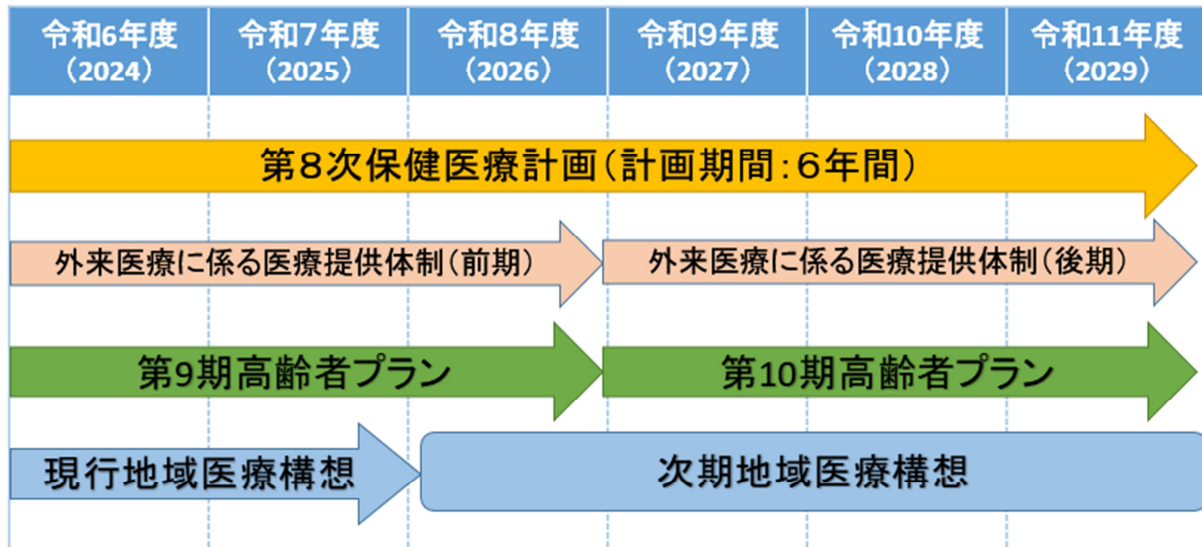 令和6年度 令和7年度 令和8年度 令和9年度 令和10年度 令和11年度
（2024） （2025） （2026） （2027） （2028） （2029）
第８次保健医療計画（計画期間：６年間）
外来医療に係る医療提供体制（前期） 外来医療に係る医療提供体制（後期）
第9期高齢者プラン 第10期高齢者プラン
現行地域医療構想 次期地域医療構想